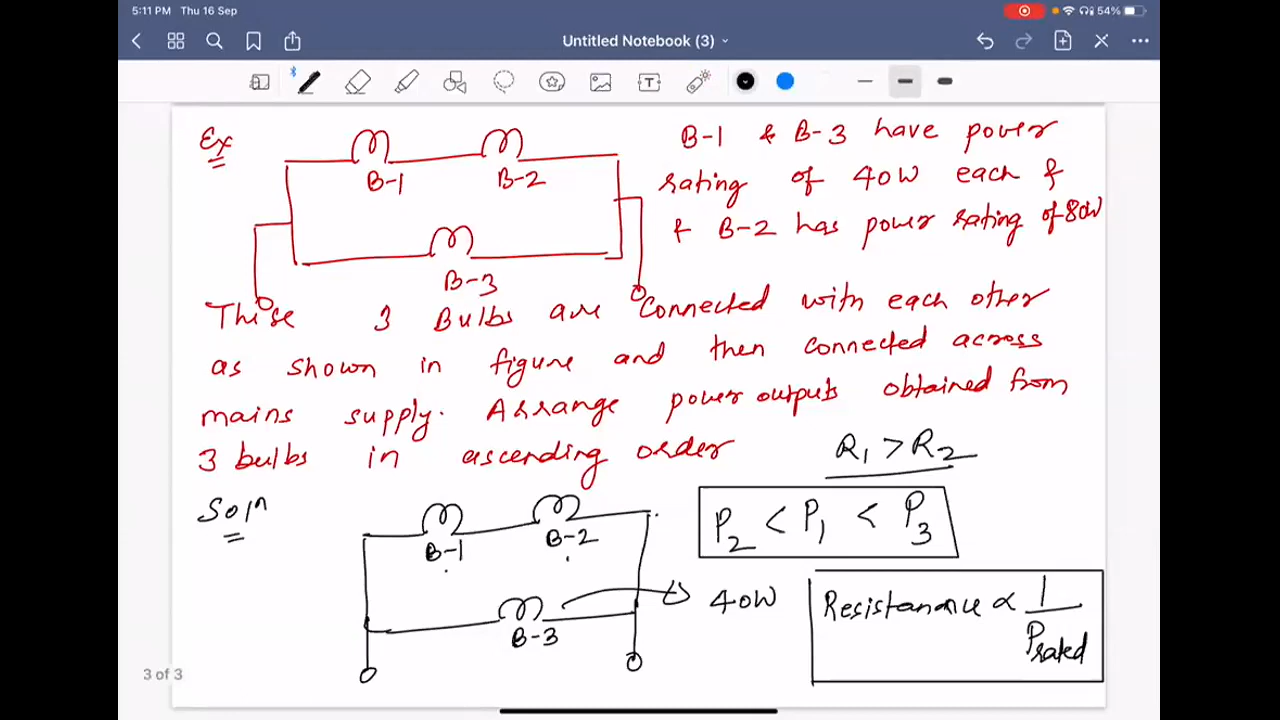 5:11 PM Thu 16 Sep
54%
Untitled Notebook (3)
Ex
B-1
B-2
B-3
B-1 & B-3 have power
rating of 40W each &
& B-2 has power rating of 80W
These 3 Bulbs are connected with each other
as shown in figure and then connected across
mains supply. Arrange power outputs obtained from
3 bulbs in ascending order
R1 > R2
Soln
B-1
B-2
B-3
P2 < P1 < P3
40W
Resistanance ∝ 1/Prated
3 of 3